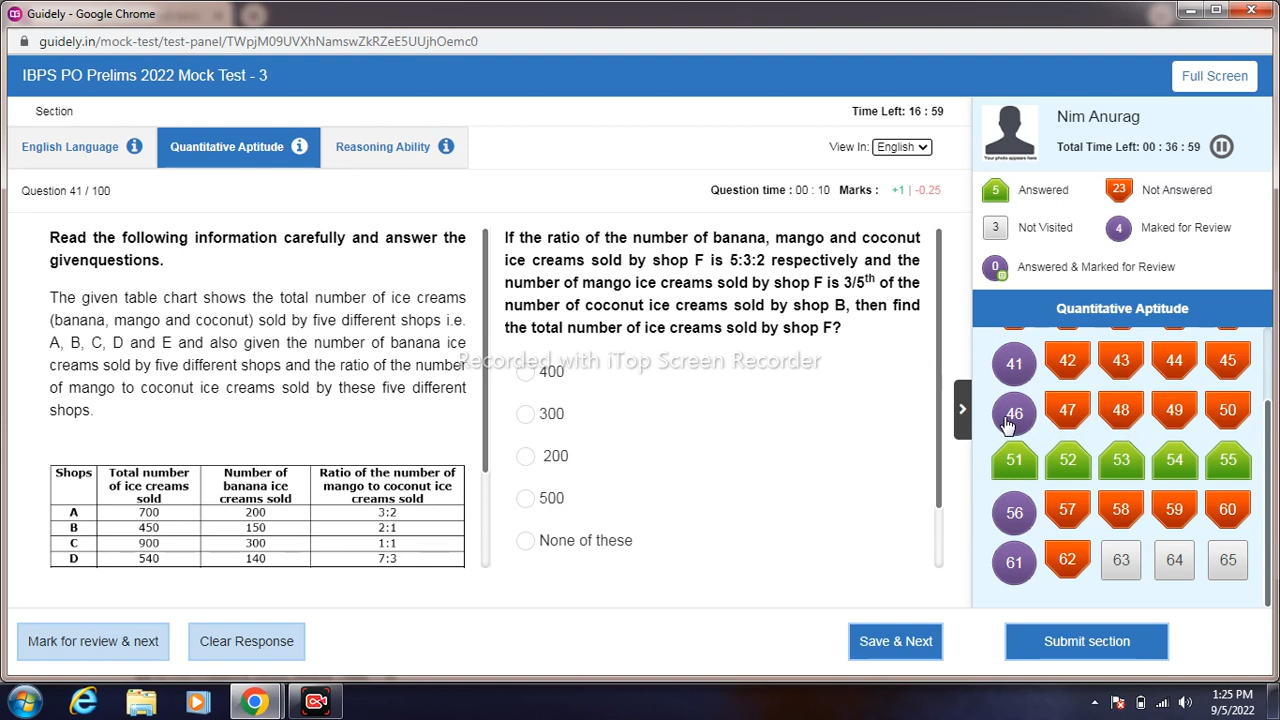 Guidely - Google Chrome
guidely.in/mock-test/test-panel/TWpjM09UVXhNamswZkRZeE5UUjhOemc0
IBPS PO Prelims 2022 Mock Test - 3
Full Screen
Section
Time Left: 16 : 59
English Language i
Quantitative Aptitude i
Reasoning Ability i
View In: English
Question 41 / 100
Question time : 00 : 10 Marks : +1 | -0.25
Read the following information carefully and answer the
givenquestions.
The given table chart shows the total number of ice creams
(banana, mango and coconut) sold by five different shops i.e.
A, B, C, D and E and also given the number of banana ice
creams sold by five different shops and the ratio of the number
of mango to coconut ice creams sold by these five different
shops.
Shops Total number of ice creams sold Number of banana ice creams sold Ratio of the number of mango to coconut ice creams sold
A 700 200 3:2
B 450 150 2:1
C 900 300 1:1
D 540 140 7:3
If the ratio of the number of banana, mango and coconut
ice creams sold by shop F is 5:3:2 respectively and the
number of mango ice creams sold by shop F is 3/5th of the
number of coconut ice creams sold by shop B, then find
the total number of ice creams sold by shop F?
Recorded with iTop Screen Recorder
400
300
200
500
None of these
Mark for review & next
Clear Response
Save & Next
Nim Anurag
Your photo appears here
Total Time Left: 00 : 36 : 59
5 Answered
23 Not Answered
3 Not Visited
4 Maked for Review
0 Answered & Marked for Review
Quantitative Aptitude
41 42 43 44 45
46 47 48 49 50
51 52 53 54 55
56 57 58 59 60
61 62 63 64 65
Submit section
1:25 PM
9/5/2022